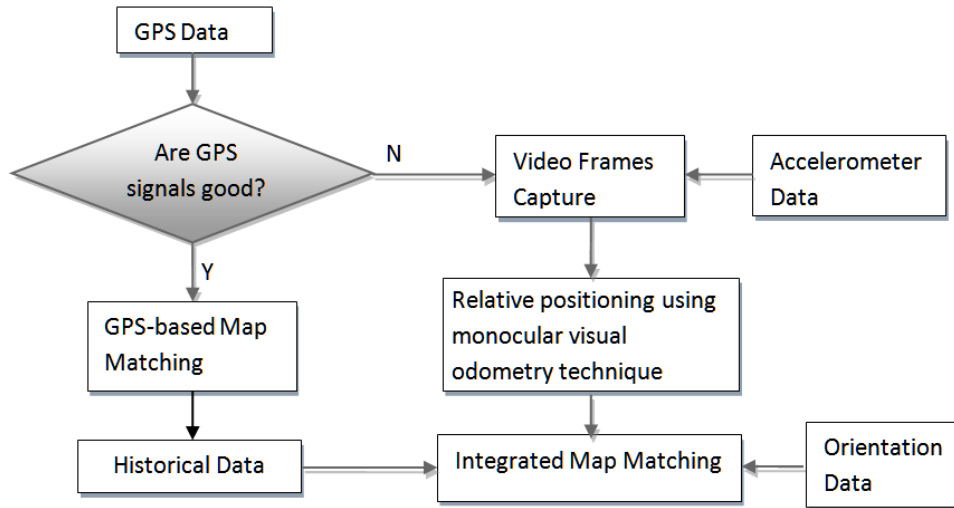 GPS Data
Are GPS
signals good?
N
Video Frames
Capture
Accelerometer
Data
Y
GPS-based Map
Matching
Relative positioning using
monocular visual
odometry technique
Historical Data
Integrated Map Matching
Orientation
Data